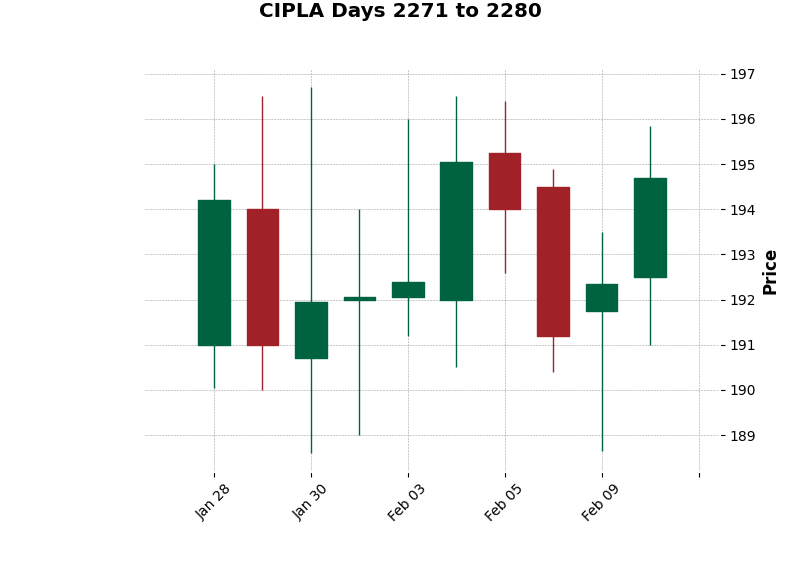 CIPLA Days 2271 to 2280
197
196
195
194
193
192
191
190
189
Price
Jan 28
Jan 30
Feb 03
Feb 05
Feb 09